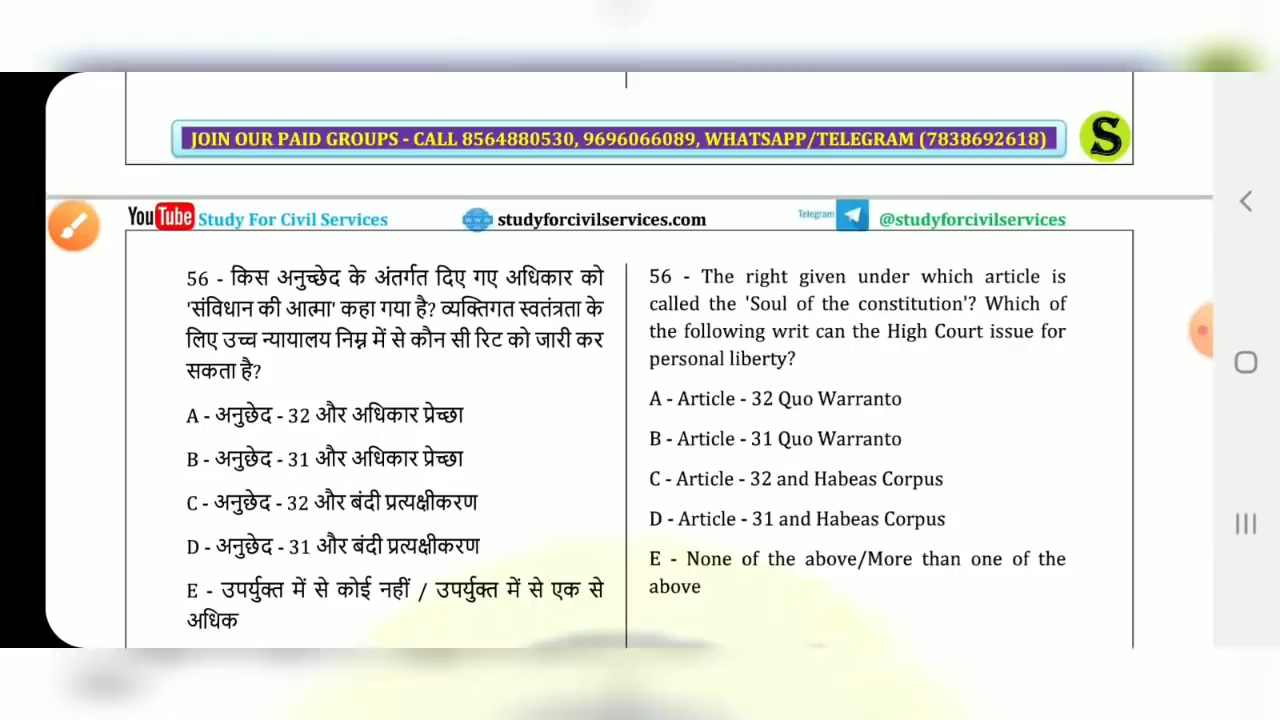 JOIN OUR PAID GROUPS - CALL 8564880530, 9696066089, WHATSAPP/TELEGRAM (7838692618)
S
YouTube Study For Civil Services
www studyforcivilservices.com
Telegram @studyforcivilservices
56 - किस अनुच्छेद के अंतर्गत दिए गए अधिकार को
'संविधान की आत्मा' कहा गया है? व्यक्तिगत स्वतंत्रता के
लिए उच्च न्यायालय निम्न में से कौन सी रिट को जारी कर
सकता है?
A - अनुछेद - 32 और अधिकार प्रेच्छा
B - अनुछेद - 31 और अधिकार प्रेच्छा
C - अनुछेद - 32 और बंदी प्रत्यक्षीकरण
D - अनुछेद - 31 और बंदी प्रत्यक्षीकरण
E - उपर्युक्त में से कोई नहीं / उपर्युक्त में से एक से
अधिक
56 - The right given under which article is
called the 'Soul of the constitution'? Which of
the following writ can the High Court issue for
personal liberty?
A - Article - 32 Quo Warranto
B - Article - 31 Quo Warranto
C - Article - 32 and Habeas Corpus
D - Article - 31 and Habeas Corpus
E - None of the above/More than one of the
above